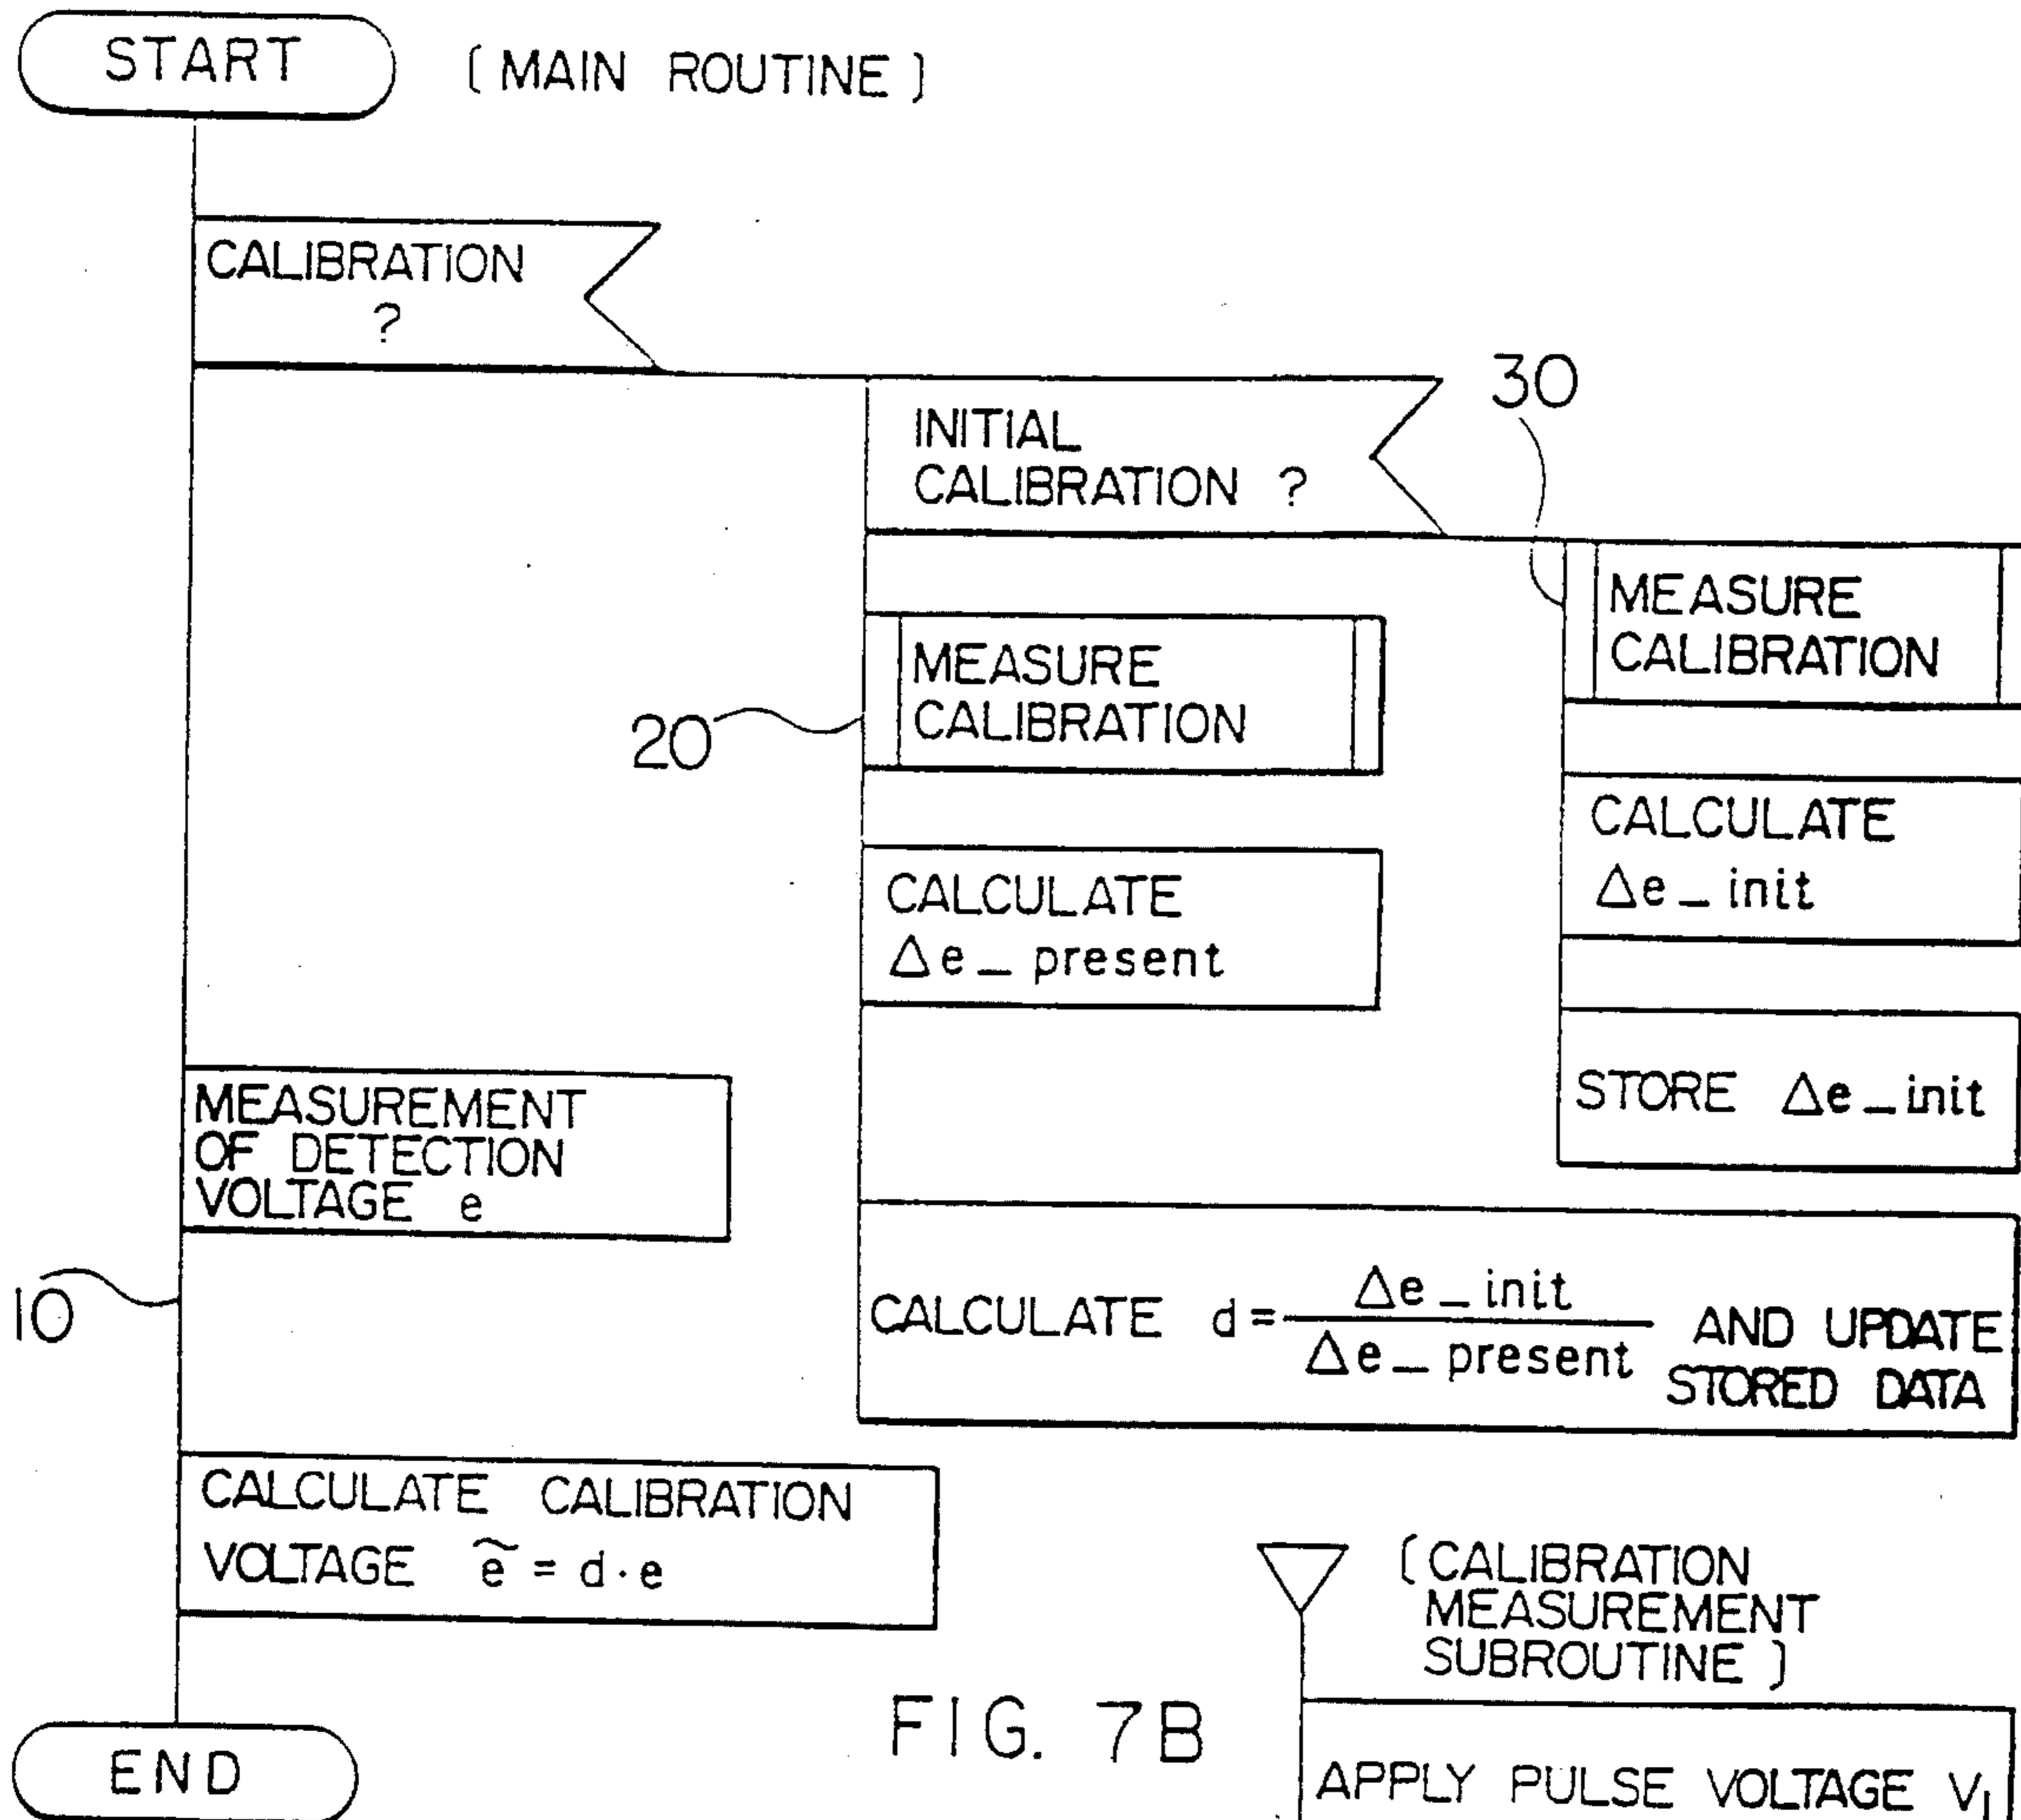 START
( MAIN ROUTINE )
CALIBRATION
?
INITIAL
CALIBRATION ?
30
MEASURE
CALIBRATION
MEASURE
CALIBRATION
20
CALCULATE
Δe_init
CALCULATE
Δe_present
STORE Δe_init
MEASUREMENT
OF DETECTION
VOLTAGE e
10
CALCULATE d = Δe_init / Δe_present AND UPDATE
STORED DATA
CALCULATE CALIBRATION
VOLTAGE ẽ = d·e
(CALIBRATION
MEASUREMENT
SUBROUTINE )
FIG. 7B
END
APPLY PULSE VOLTAGE V₁